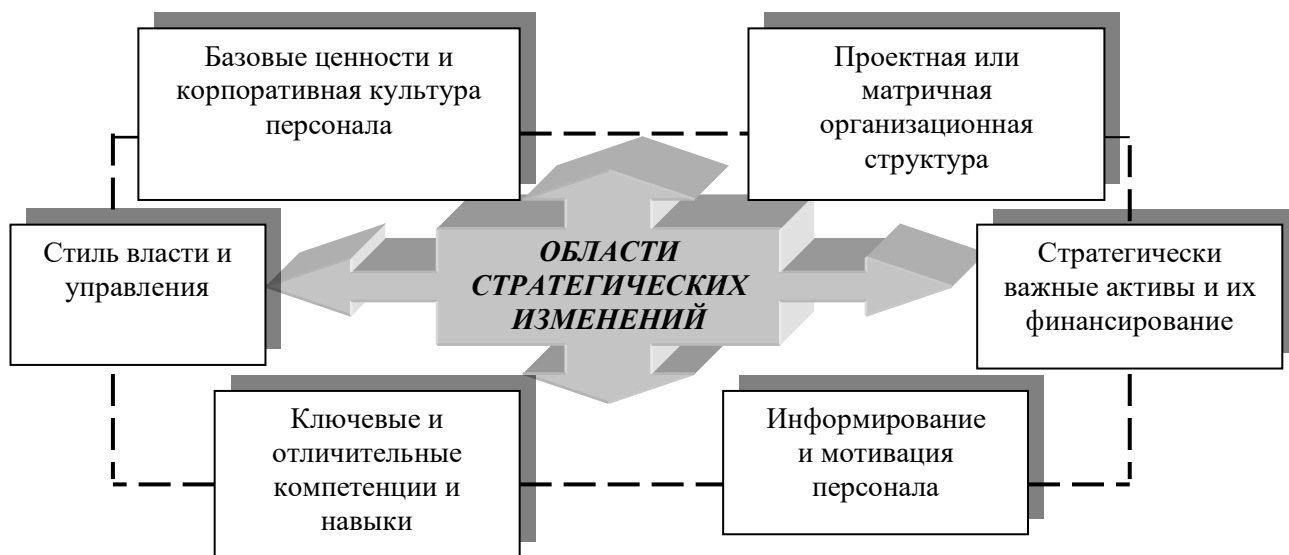 Базовые ценности и
корпоративная культура
персонала
Проектная или
матричная
организационная
структура
Стиль власти и
управления
ОБЛАСТИ
СТРАТЕГИЧЕСКИХ
ИЗМЕНЕНИЙ
Стратегически
важные активы и их
финансирование
Ключевые и
отличительные
компетенции и
навыки
Информирование
и мотивация
персонала